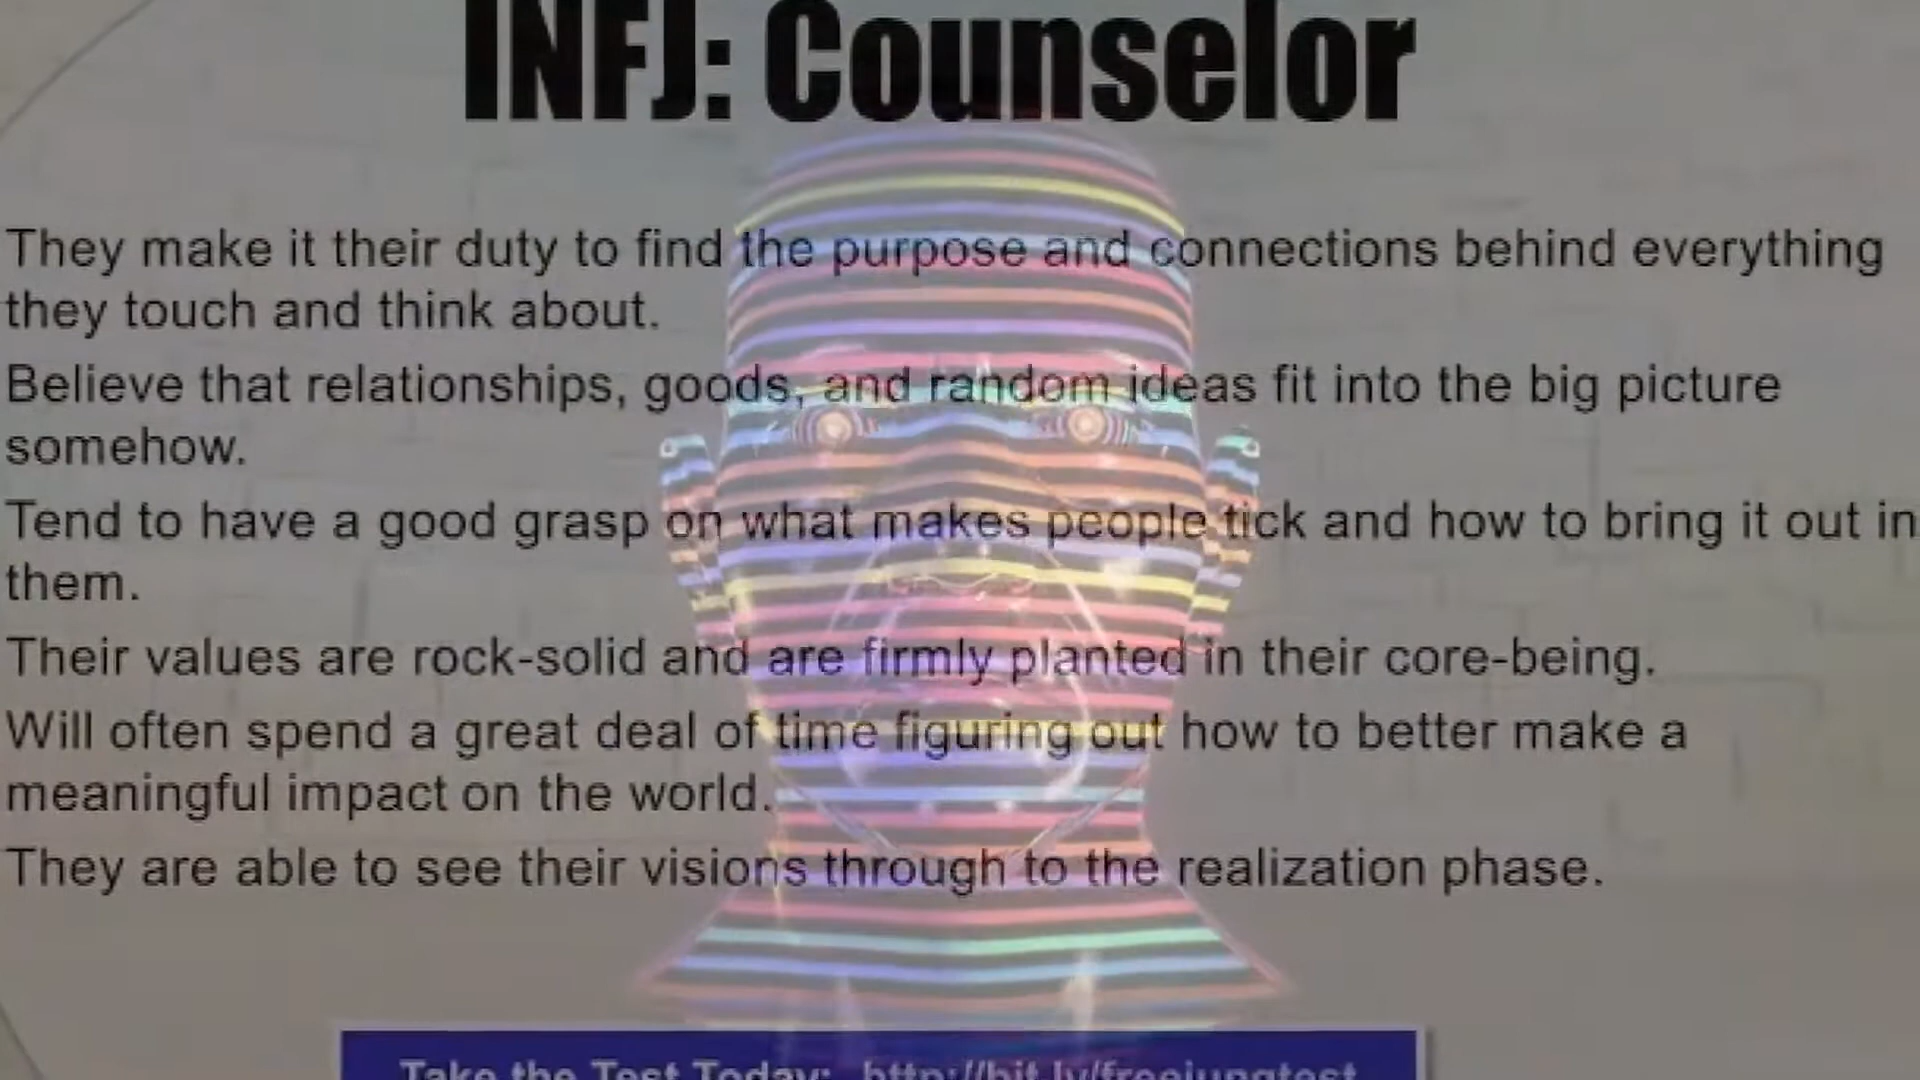 INFJ: Counselor
They make it their duty to find the purpose and connections behind everything
they touch and think about.
Believe that relationships, goods, and random ideas fit into the big picture
somehow.
Tend to have a good grasp on what makes people tick and how to bring it out in
them.
Their values are rock-solid and are firmly planted in their core-being.
Will often spend a great deal of time figuring out how to better make a
meaningful impact on the world.
They are able to see their visions through to the realization phase.
Take the Test Today: http://bit.ly/freejungtest